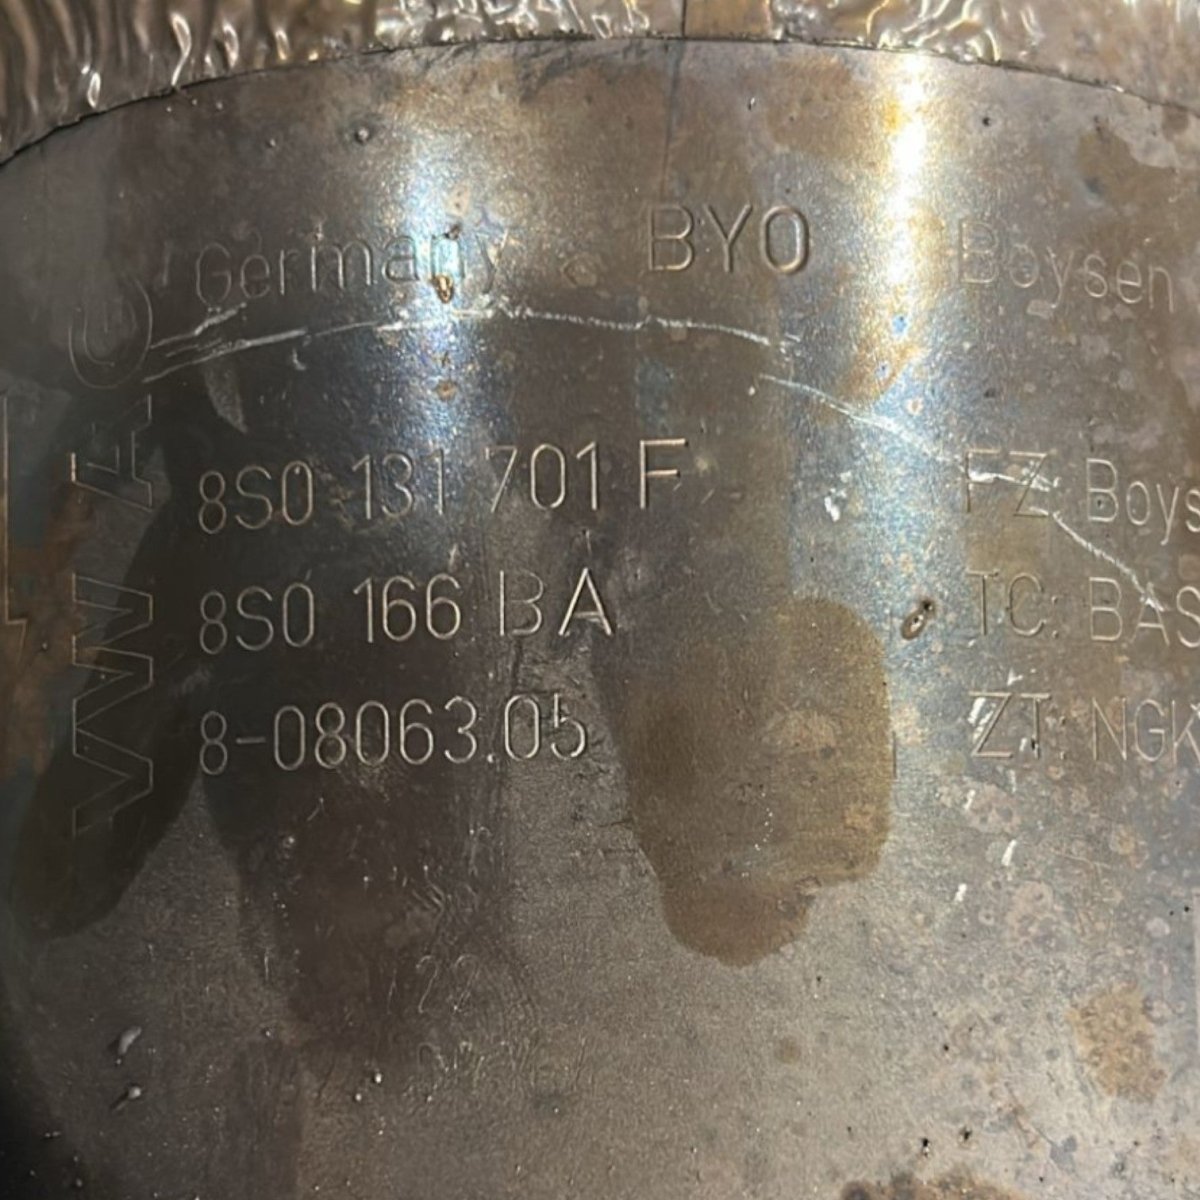 Germany BYO Boysen
8S0 131 701 F FZ: Boys
8S0 166 BA TC: BAS
8-08063.05 ZT: NGK
VW AG
22